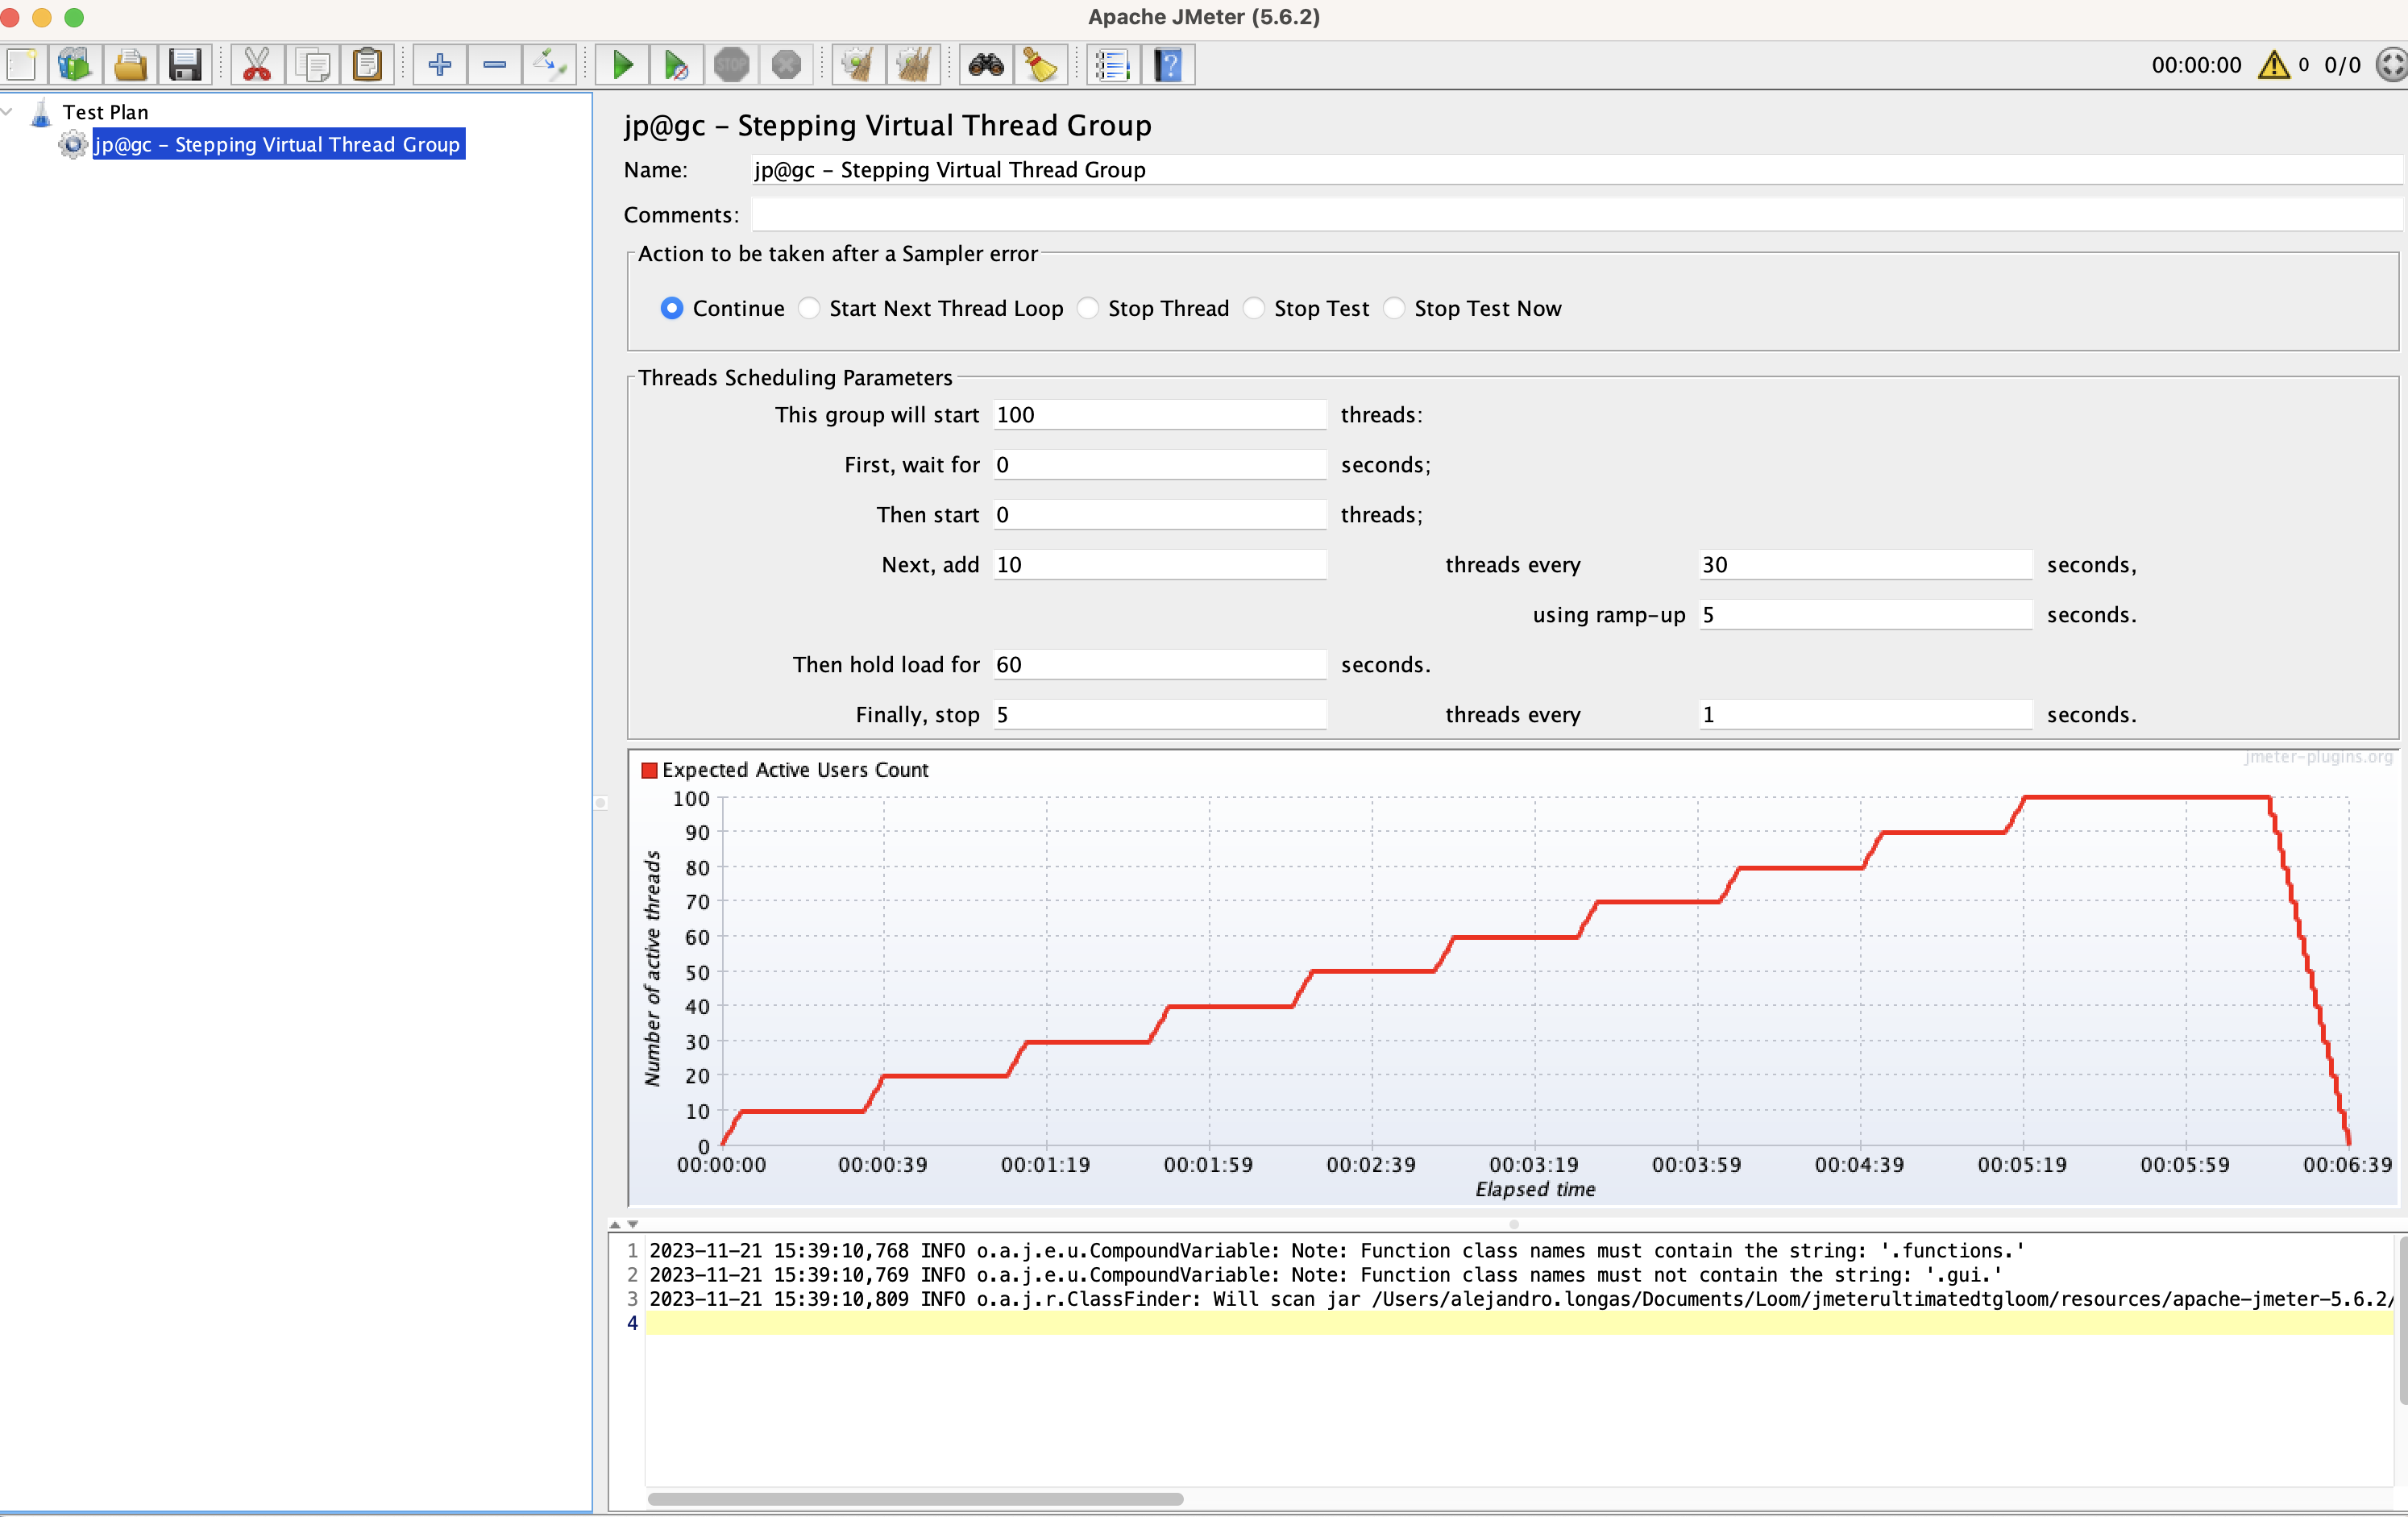 Apache JMeter (5.6.2)
STOP
?
00:00:00 0 0/0
Test Plan
jp@gc - Stepping Virtual Thread Group
jp@gc - Stepping Virtual Thread Group
Name: jp@gc - Stepping Virtual Thread Group
Comments:
Action to be taken after a Sampler error
Continue Start Next Thread Loop Stop Thread Stop Test Stop Test Now
Threads Scheduling Parameters
This group will start 100 threads:
First, wait for 0 seconds;
Then start 0 threads;
Next, add 10 threads every 30 seconds,
using ramp-up 5 seconds.
Then hold load for 60 seconds.
Finally, stop 5 threads every 1 seconds.
jmeter-plugins.org
Expected Active Users Count
Number of active threads
100
90
80
70
60
50
40
30
20
10
0
00:00:00 00:00:39 00:01:19 00:01:59 00:02:39 00:03:19 00:03:59 00:04:39 00:05:19 00:05:59 00:06:39
Elapsed time
1 2023-11-21 15:39:10,768 INFO o.a.j.e.u.CompoundVariable: Note: Function class names must contain the string: '.functions.'
2 2023-11-21 15:39:10,769 INFO o.a.j.e.u.CompoundVariable: Note: Function class names must not contain the string: '.gui.'
3 2023-11-21 15:39:10,809 INFO o.a.j.r.ClassFinder: Will scan jar /Users/alejandro.longas/Documents/Loom/jmeterultimatedtgloom/resources/apache-jmeter-5.6.2/
4